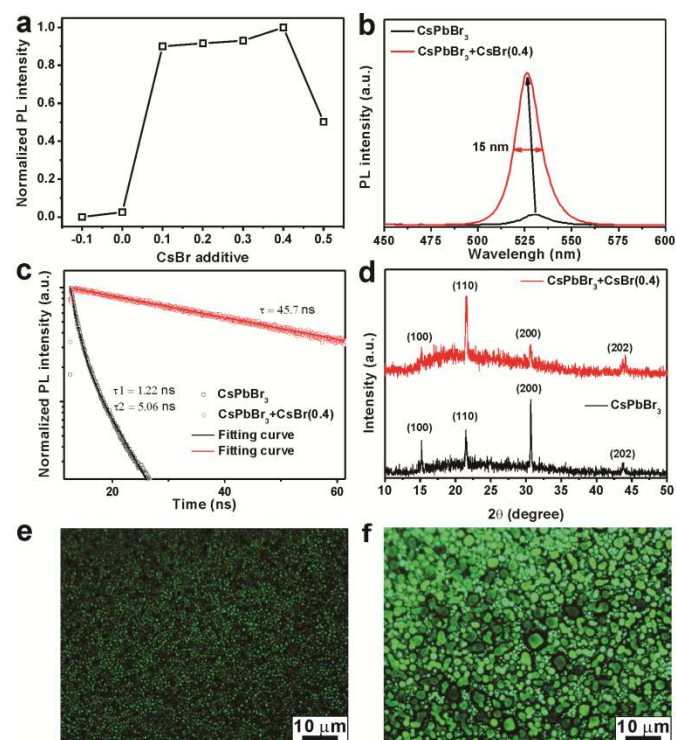 a
Normalized PL intensity
1.0
0.8
0.6
0.4
0.2
0.0
-0.1 0.0 0.1 0.2 0.3 0.4 0.5
CsBr additive
b
CsPbBr3
CsPbBr3+CsBr(0.4)
PL intensity (a.u.)
15 nm
450 475 500 525 550 575 600
Wavelengh (nm)
c
Normalized PL intensity (a.u.)
τ = 45.7 ns
τ1 = 1.22 ns
τ2 = 5.06 ns
CsPbBr3
CsPbBr3+CsBr(0.4)
Fitting curve
Fitting curve
20 40 60
Time (ns)
d
Intensity (a.u.)
CsPbBr3+CsBr(0.4)
(110)
(100)
(200)
(202)
(200)
CsPbBr3
(100)
(110)
(202)
10 15 20 25 30 35 40 45 50
2θ (degree)
e
10 μm
f
10 μm